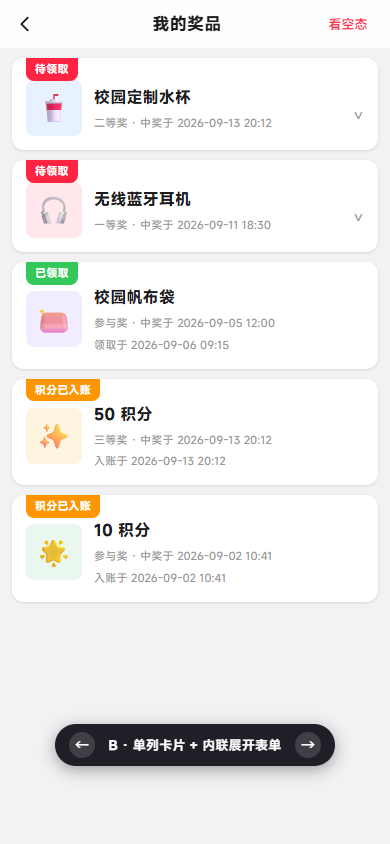 我的奖品
看空态
待领取
校园定制水杯
二等奖 · 中奖于 2026-09-13 20:12
待领取
无线蓝牙耳机
一等奖 · 中奖于 2026-09-11 18:30
已领取
校园帆布袋
参与奖 · 中奖于 2026-09-05 12:00
领取于 2026-09-06 09:15
积分已入账
50 积分
三等奖 · 中奖于 2026-09-13 20:12
入账于 2026-09-13 20:12
积分已入账
10 积分
参与奖 · 中奖于 2026-09-02 10:41
入账于 2026-09-02 10:41
← B · 单列卡片 + 内联展开表单 →